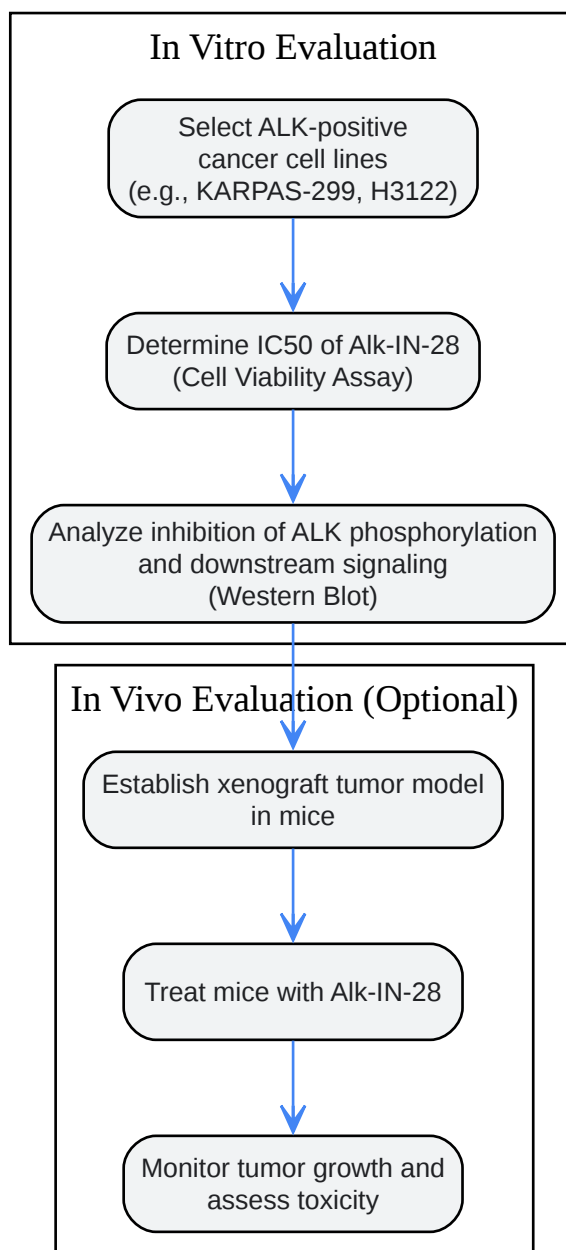 In Vitro Evaluation
Select ALK-positive
cancer cell lines
(e.g., KARPAS-299, H3122)
Determine IC50 of Alk-IN-28
(Cell Viability Assay)
Analyze inhibition of ALK phosphorylation
and downstream signaling
(Western Blot)
In Vivo Evaluation (Optional)
Establish xenograft tumor model
in mice
Treat mice with Alk-IN-28
Monitor tumor growth and
assess toxicity